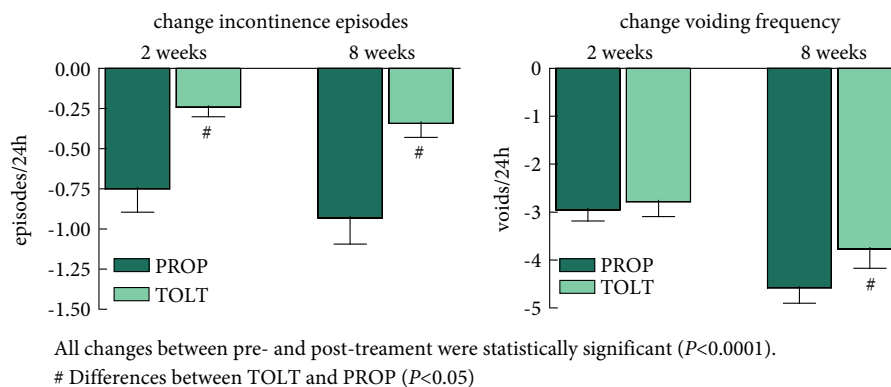 change incontinence episodes
2 weeks 8 weeks
0.00
-0.25
-0.50
-0.75
-1.00
-1.25
-1.50
episodes/24h
#
#
PROP
TOLT
change voiding frequency
2 weeks 8 weeks
0
-1
-2
-3
-4
-5
voids/24h
#
PROP
TOLT
All changes between pre- and post-treament were statistically significant (P<0.0001).
# Differences between TOLT and PROP (P<0.05)